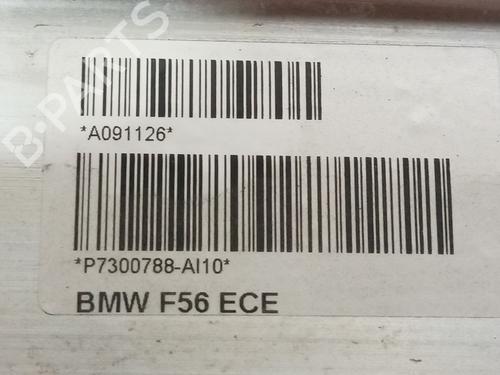 B-PARTS
*A091126*
*P7300788-AI10*
BMW F56 ECE